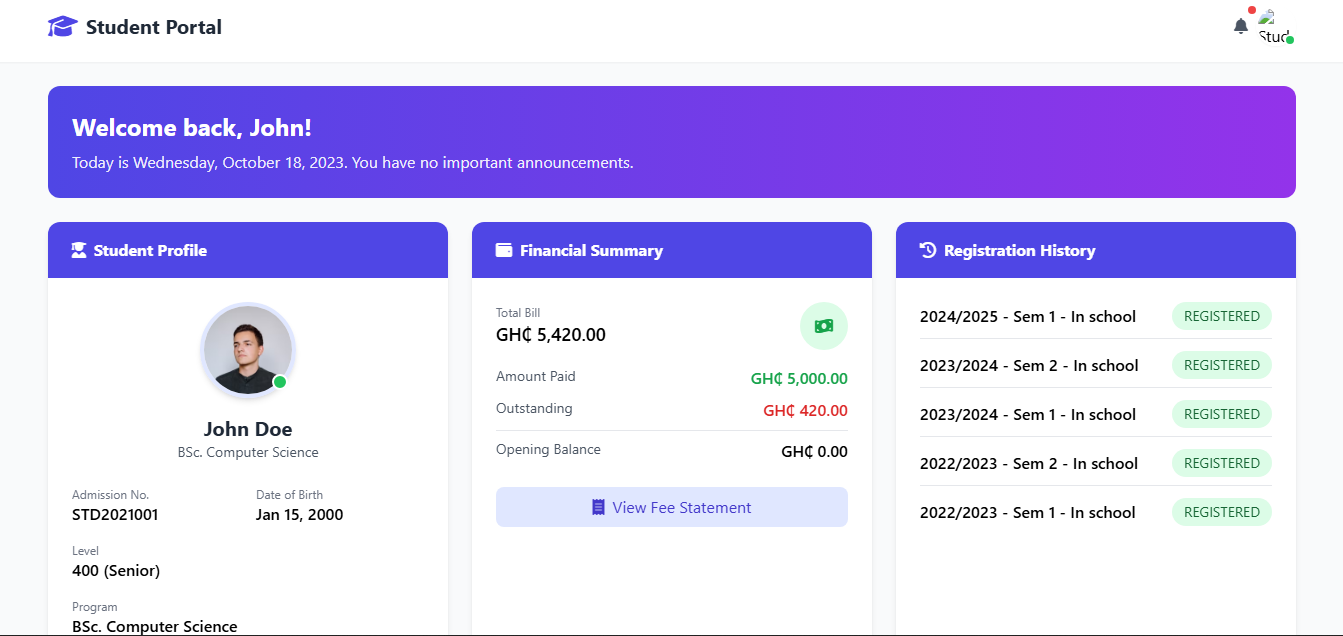 Student Portal
Stud
Welcome back, John!
Today is Wednesday, October 18, 2023. You have no important announcements.
Student Profile
John Doe
BSc. Computer Science
Admission No.
Date of Birth
STD2021001
Jan 15, 2000
Level
400 (Senior)
Program
BSc. Computer Science
Financial Summary
Total Bill
GH₵ 5,420.00
Amount Paid
GH₵ 5,000.00
Outstanding
GH₵ 420.00
Opening Balance
GH₵ 0.00
View Fee Statement
Registration History
2024/2025 - Sem 1 - In school REGISTERED
2023/2024 - Sem 2 - In school REGISTERED
2023/2024 - Sem 1 - In school REGISTERED
2022/2023 - Sem 2 - In school REGISTERED
2022/2023 - Sem 1 - In school REGISTERED